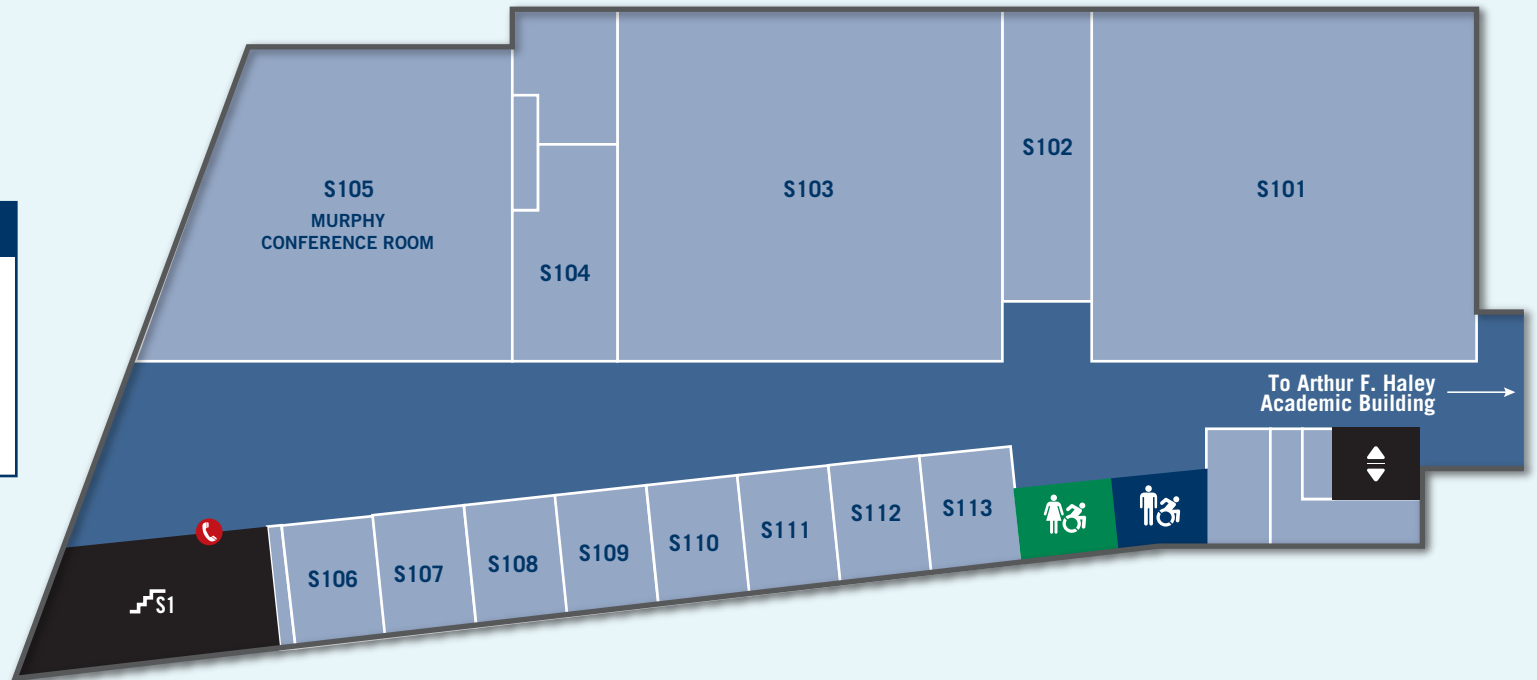 S102
S105
S103
S101
MURPHY
CONFERENCE ROOM
S104
To Arthur F. Haley
Academic Building
S113
S112
S111
S110
S109
S108
S107
S106
S1